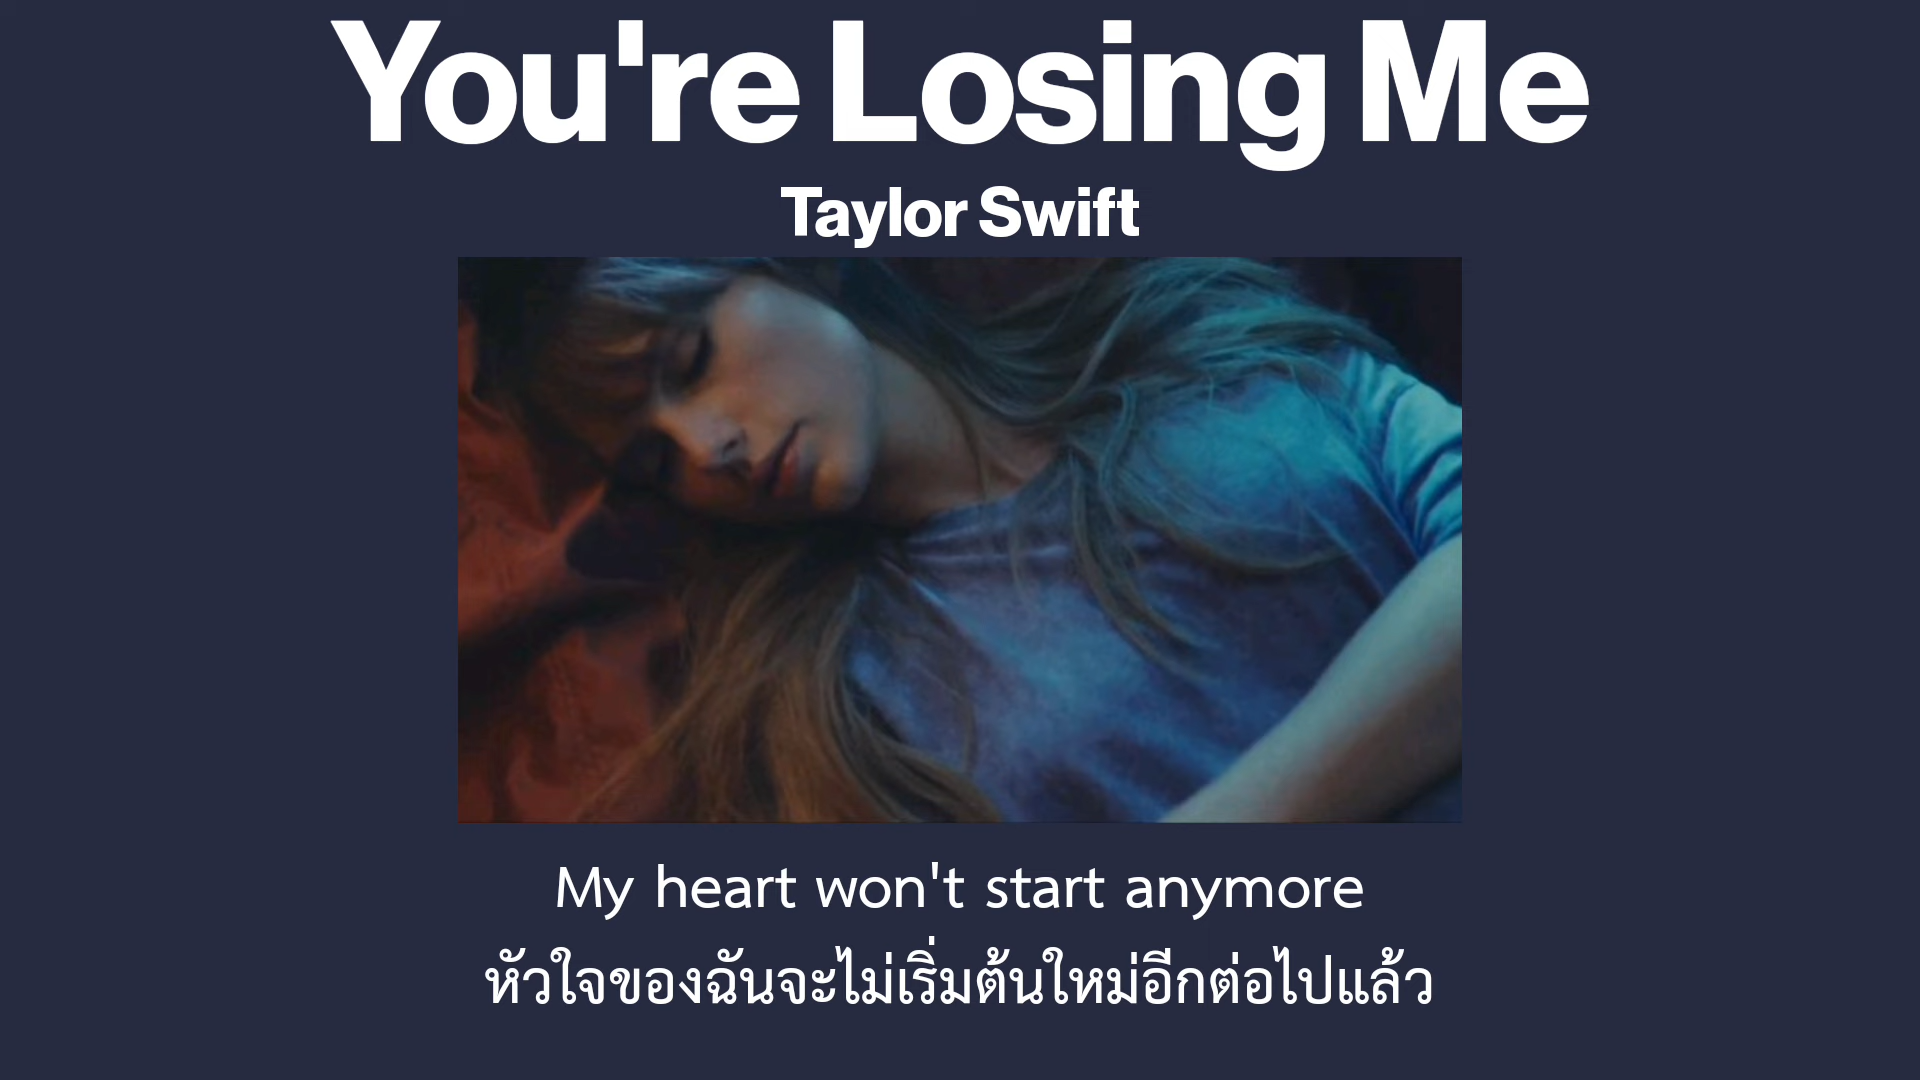 You're Losing Me
Taylor Swift
My heart won't start anymore
หัวใจของฉันจะไม่เริ่มต้นใหม่อีกต่อไปแล้ว